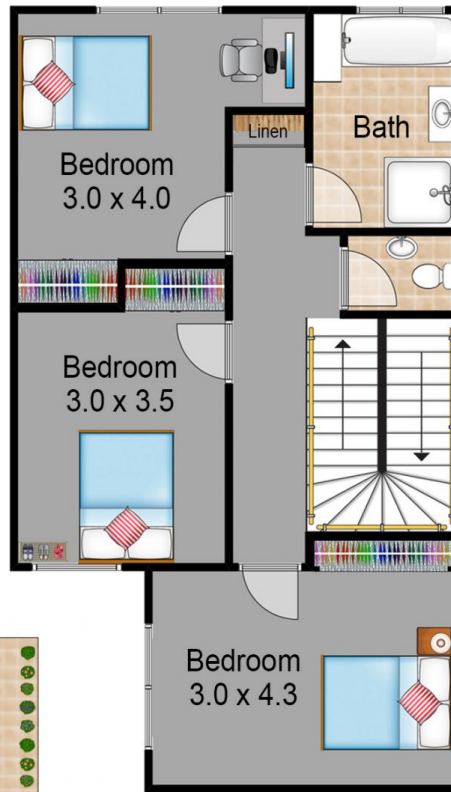 Linen
Bath
Bedroom
3.0 x 4.0
Bedroom
3.0 x 3.5
Bedroom
3.0 x 4.3